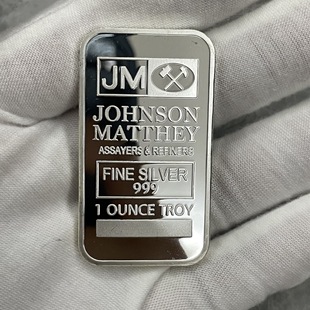 JM
JOHNSON
MATTHEY
ASSAYERS & REFINERS
FINE SILVER
999
1 OUNCE TROY